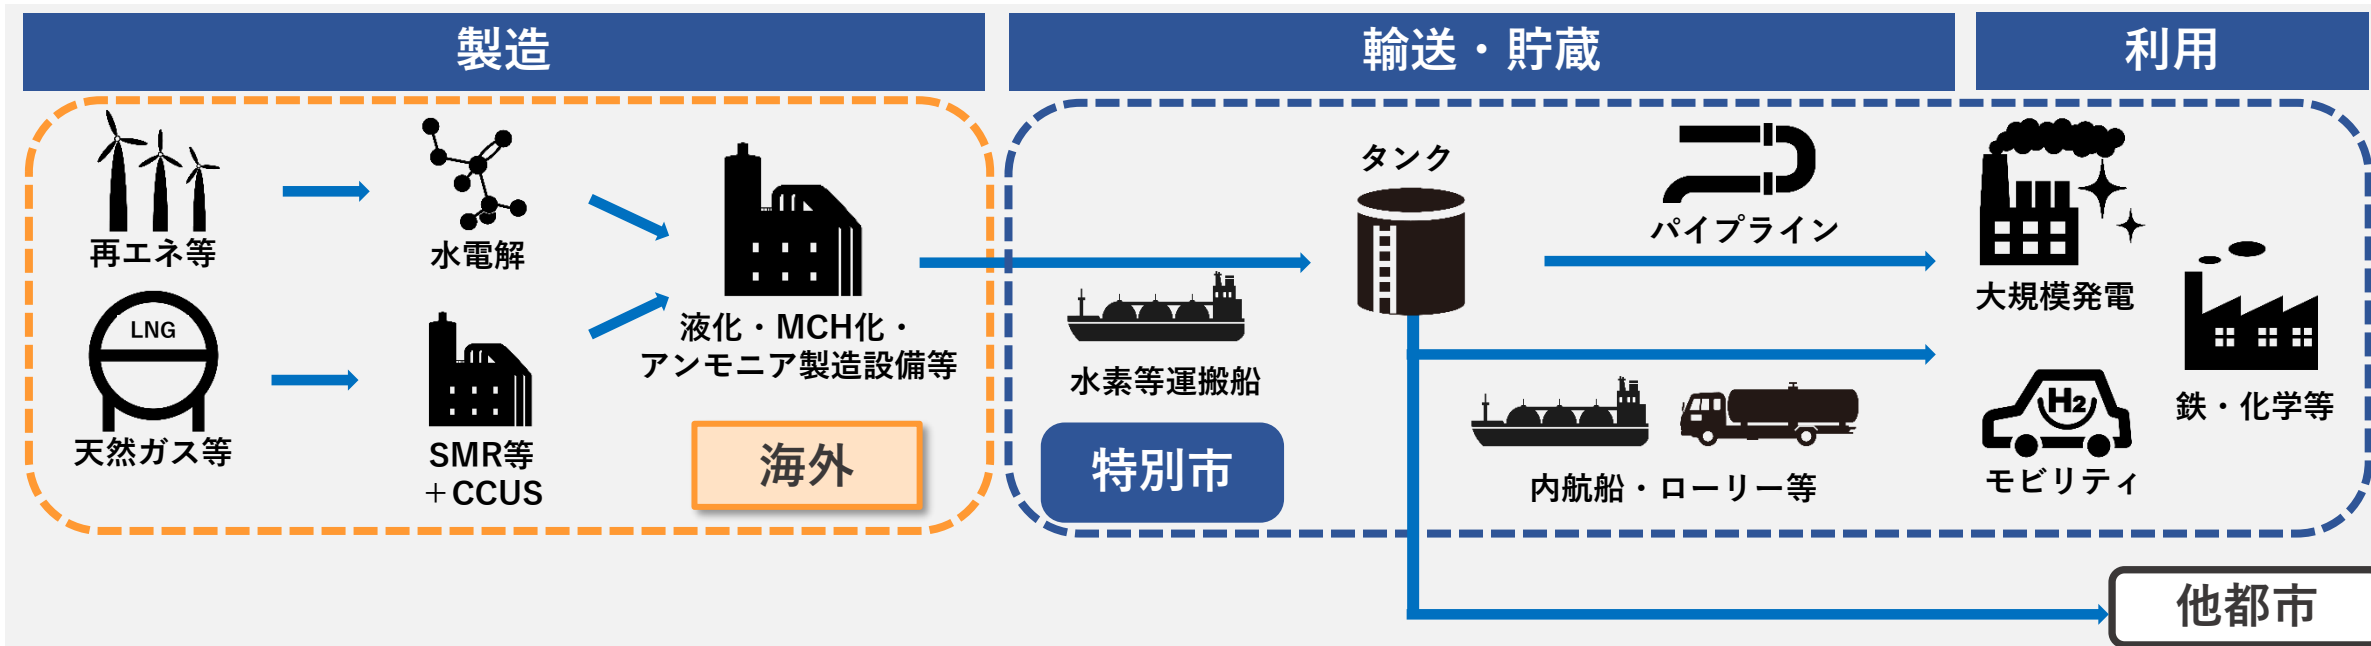 製造
輸送・貯蔵
利用
再エネ等
水電解
LNG
天然ガス等
SMR等
＋CCUS
液化・MCH化・
アンモニア製造設備等
海外
水素等運搬船
特別市
タンク
パイプライン
内航船・ローリー等
大規模発電
鉄・化学等
H2
モビリティ
他都市